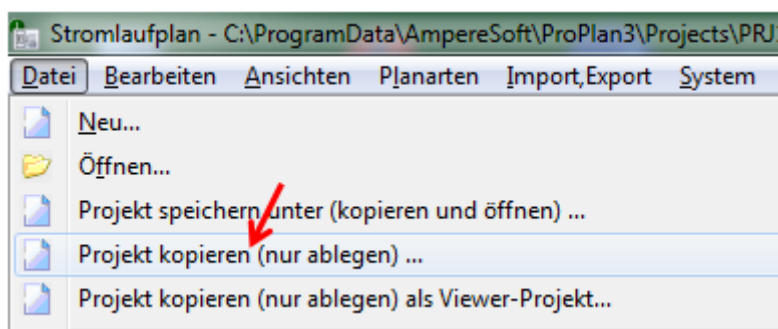 Stromlaufplan - C:\ProgramData\AmpereSoft\ProPlan3\Projects\PRJ
Datei Bearbeiten Ansichten Planarten Import,Export System
Neu...
Öffnen...
Projekt speichern unter (kopieren und öffnen) ...
Projekt kopieren (nur ablegen) ...
Projekt kopieren (nur ablegen) als Viewer-Projekt...